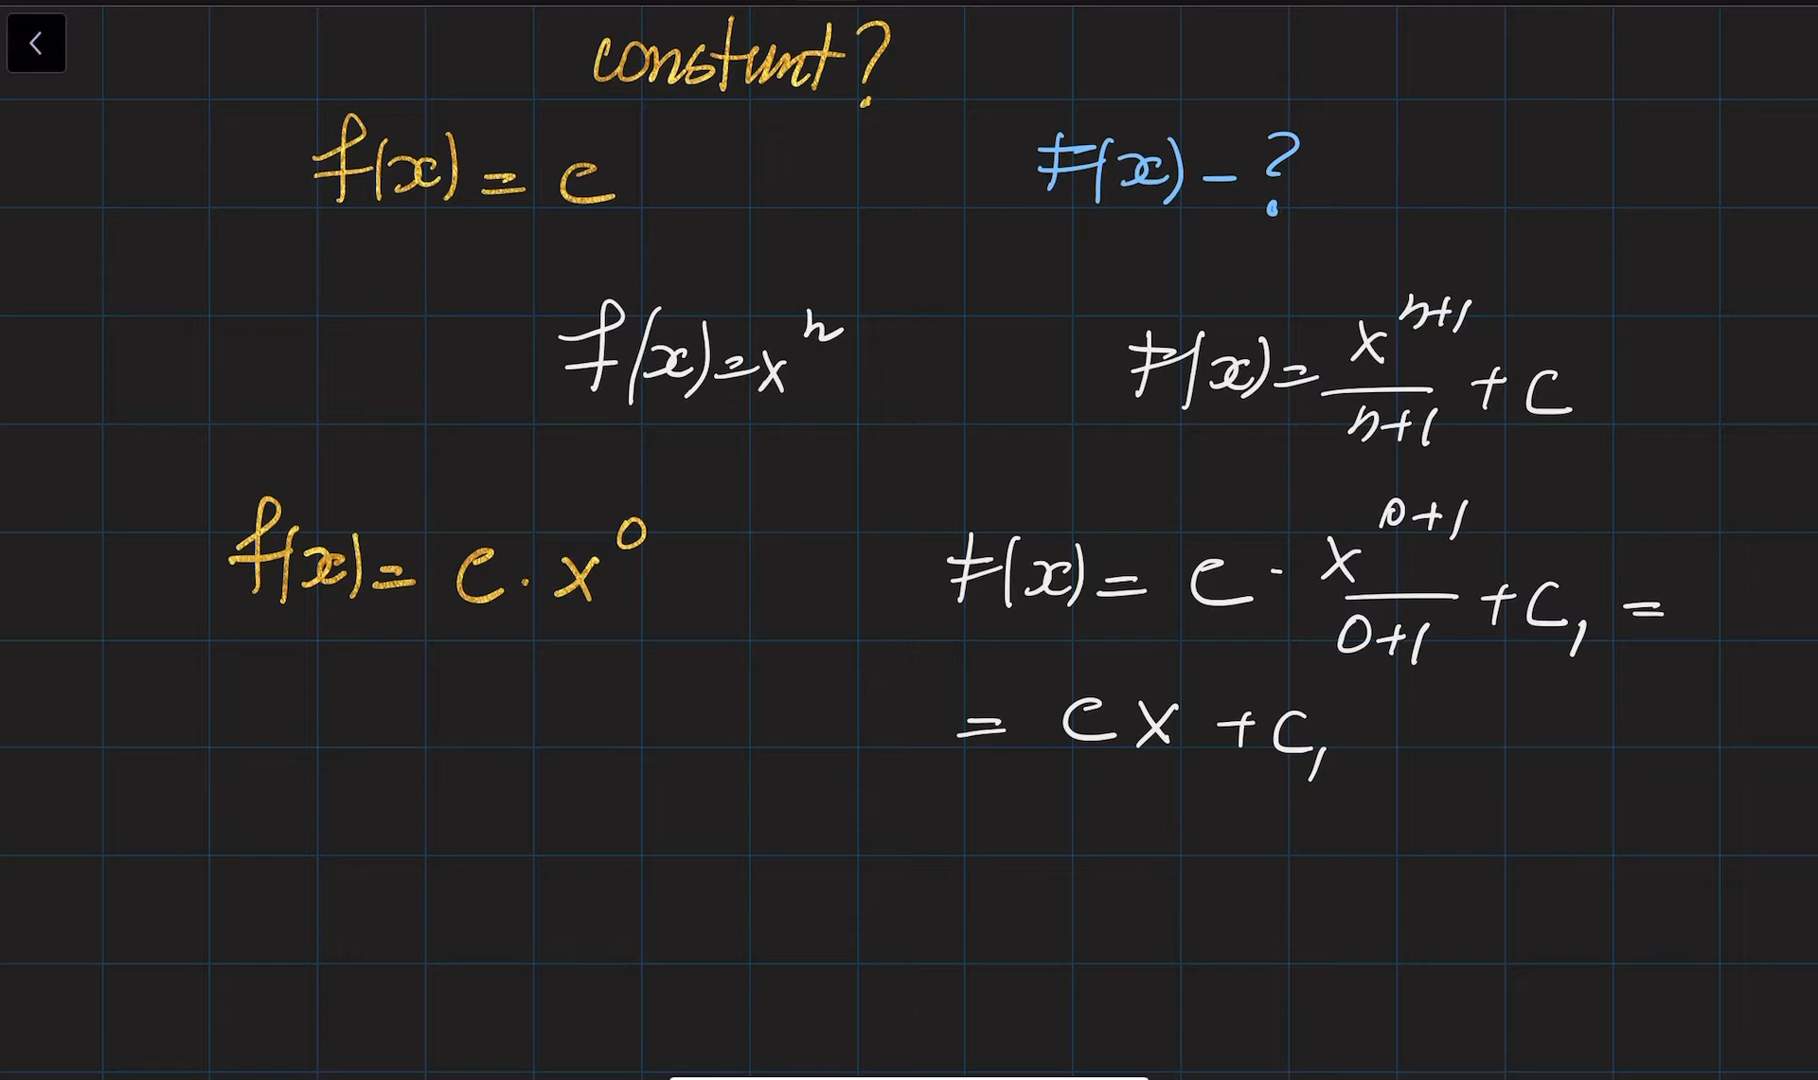 constant?
f(x) = c F(x) - ?
f(x) = x^n F(x) = x^(n+1)/(n+1) + C
f(x) = c · x^0 F(x) = c · x^(0+1)/(0+1) + C₁ =
= cx + C₁